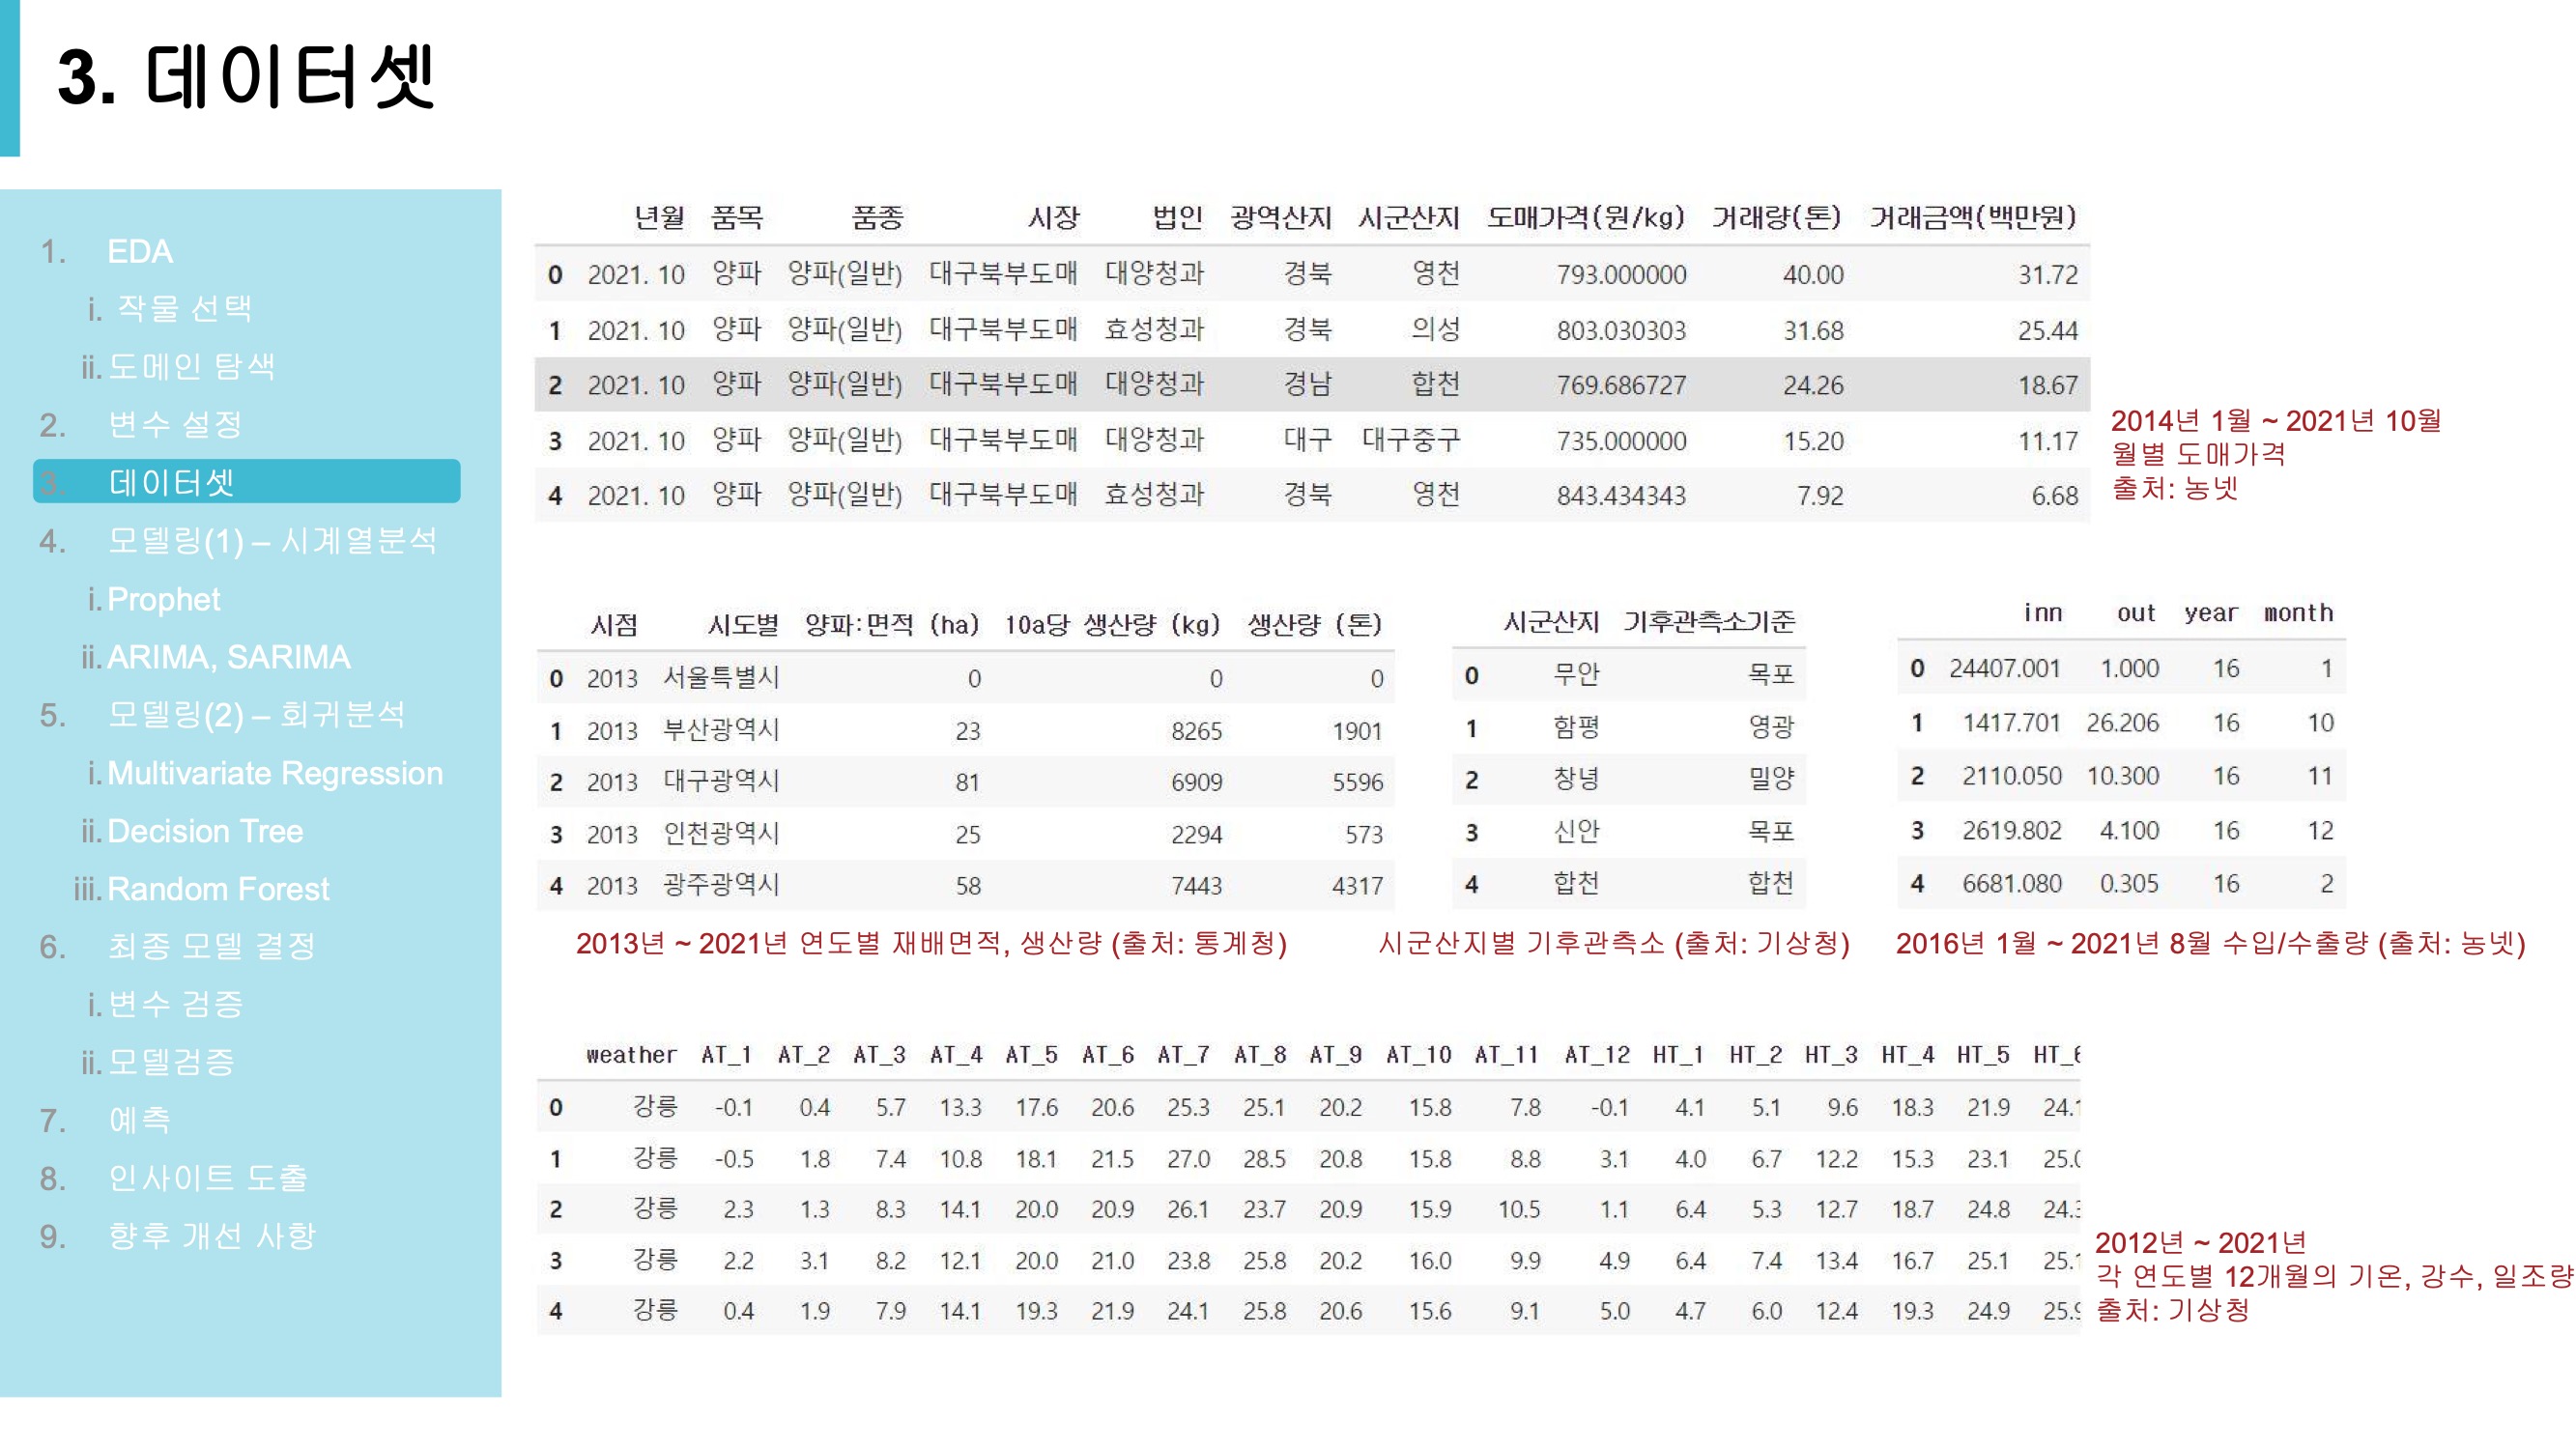 3. 데이터셋
1. EDA
i. 작물 선택
ii. 도메인 탐색
2. 변수 설정
3. 데이터셋
4. 모델링(1) – 시계열분석
i. Prophet
ii. ARIMA, SARIMA
5. 모델링(2) – 회귀분석
i. Multivariate Regression
ii. Decision Tree
iii. Random Forest
6. 최종 모델 결정
i. 변수 검증
ii. 모델검증
7. 예측
8. 인사이트 도출
9. 향후 개선 사항
년월 품목 품종 시장 법인 광역산지 시군산지 도매가격(원/kg) 거래량(톤) 거래금액(백만원)
0 2021. 10 양파 양파(일반) 대구북부도매 대양청과 경북 영천 793.000000 40.00 31.72
1 2021. 10 양파 양파(일반) 대구북부도매 효성청과 경북 의성 803.030303 31.68 25.44
2 2021. 10 양파 양파(일반) 대구북부도매 대양청과 경남 합천 769.686727 24.26 18.67
3 2021. 10 양파 양파(일반) 대구북부도매 대양청과 대구 대구중구 735.000000 15.20 11.17
4 2021. 10 양파 양파(일반) 대구북부도매 효성청과 경북 영천 843.434343 7.92 6.68
2014년 1월 ~ 2021년 10월
월별 도매가격
출처: 농넷
시점 시도별 양파:면적 (ha) 10a당 생산량 (kg) 생산량 (톤)
0 2013 서울특별시 0 0 0
1 2013 부산광역시 23 8265 1901
2 2013 대구광역시 81 6909 5596
3 2013 인천광역시 25 2294 573
4 2013 광주광역시 58 7443 4317
2013년 ~ 2021년 연도별 재배면적, 생산량 (출처: 통계청)
시군산지 기후관측소기준
0 무안 목포
1 함평 영광
2 창녕 밀양
3 신안 목포
4 합천 합천
시군산지별 기후관측소 (출처: 기상청)
inn out year month
0 24407.001 1.000 16 1
1 1417.701 26.206 16 10
2 2110.050 10.300 16 11
3 2619.802 4.100 16 12
4 6681.080 0.305 16 2
2016년 1월 ~ 2021년 8월 수입/수출량 (출처: 농넷)
weather AT_1 AT_2 AT_3 AT_4 AT_5 AT_6 AT_7 AT_8 AT_9 AT_10 AT_11 AT_12 HT_1 HT_2 HT_3 HT_4 HT_5
0 강릉 -0.1 0.4 5.7 13.3 17.6 20.6 25.3 25.1 20.2 15.8 7.8 -0.1 4.1 5.1 9.6 18.3 21.9
1 강릉 -0.5 1.8 7.4 10.8 18.1 21.5 27.0 28.5 20.8 15.8 8.8 3.1 4.0 6.7 12.2 15.3 23.1
2 강릉 2.3 1.3 8.3 14.1 20.0 20.9 26.1 23.7 20.9 15.9 10.5 1.1 6.4 5.3 12.7 18.7 24.8
3 강릉 2.2 3.1 8.2 12.1 20.0 21.0 23.8 25.8 20.2 16.0 9.9 4.9 6.4 7.4 13.4 16.7 25.1
4 강릉 0.4 1.9 7.9 14.1 19.3 21.9 24.1 25.8 20.6 15.6 9.1 5.0 4.7 6.0 12.4 19.3 24.9
2012년 ~ 2021년
각 연도별 12개월의 기온, 강수, 일조량
출처: 기상청